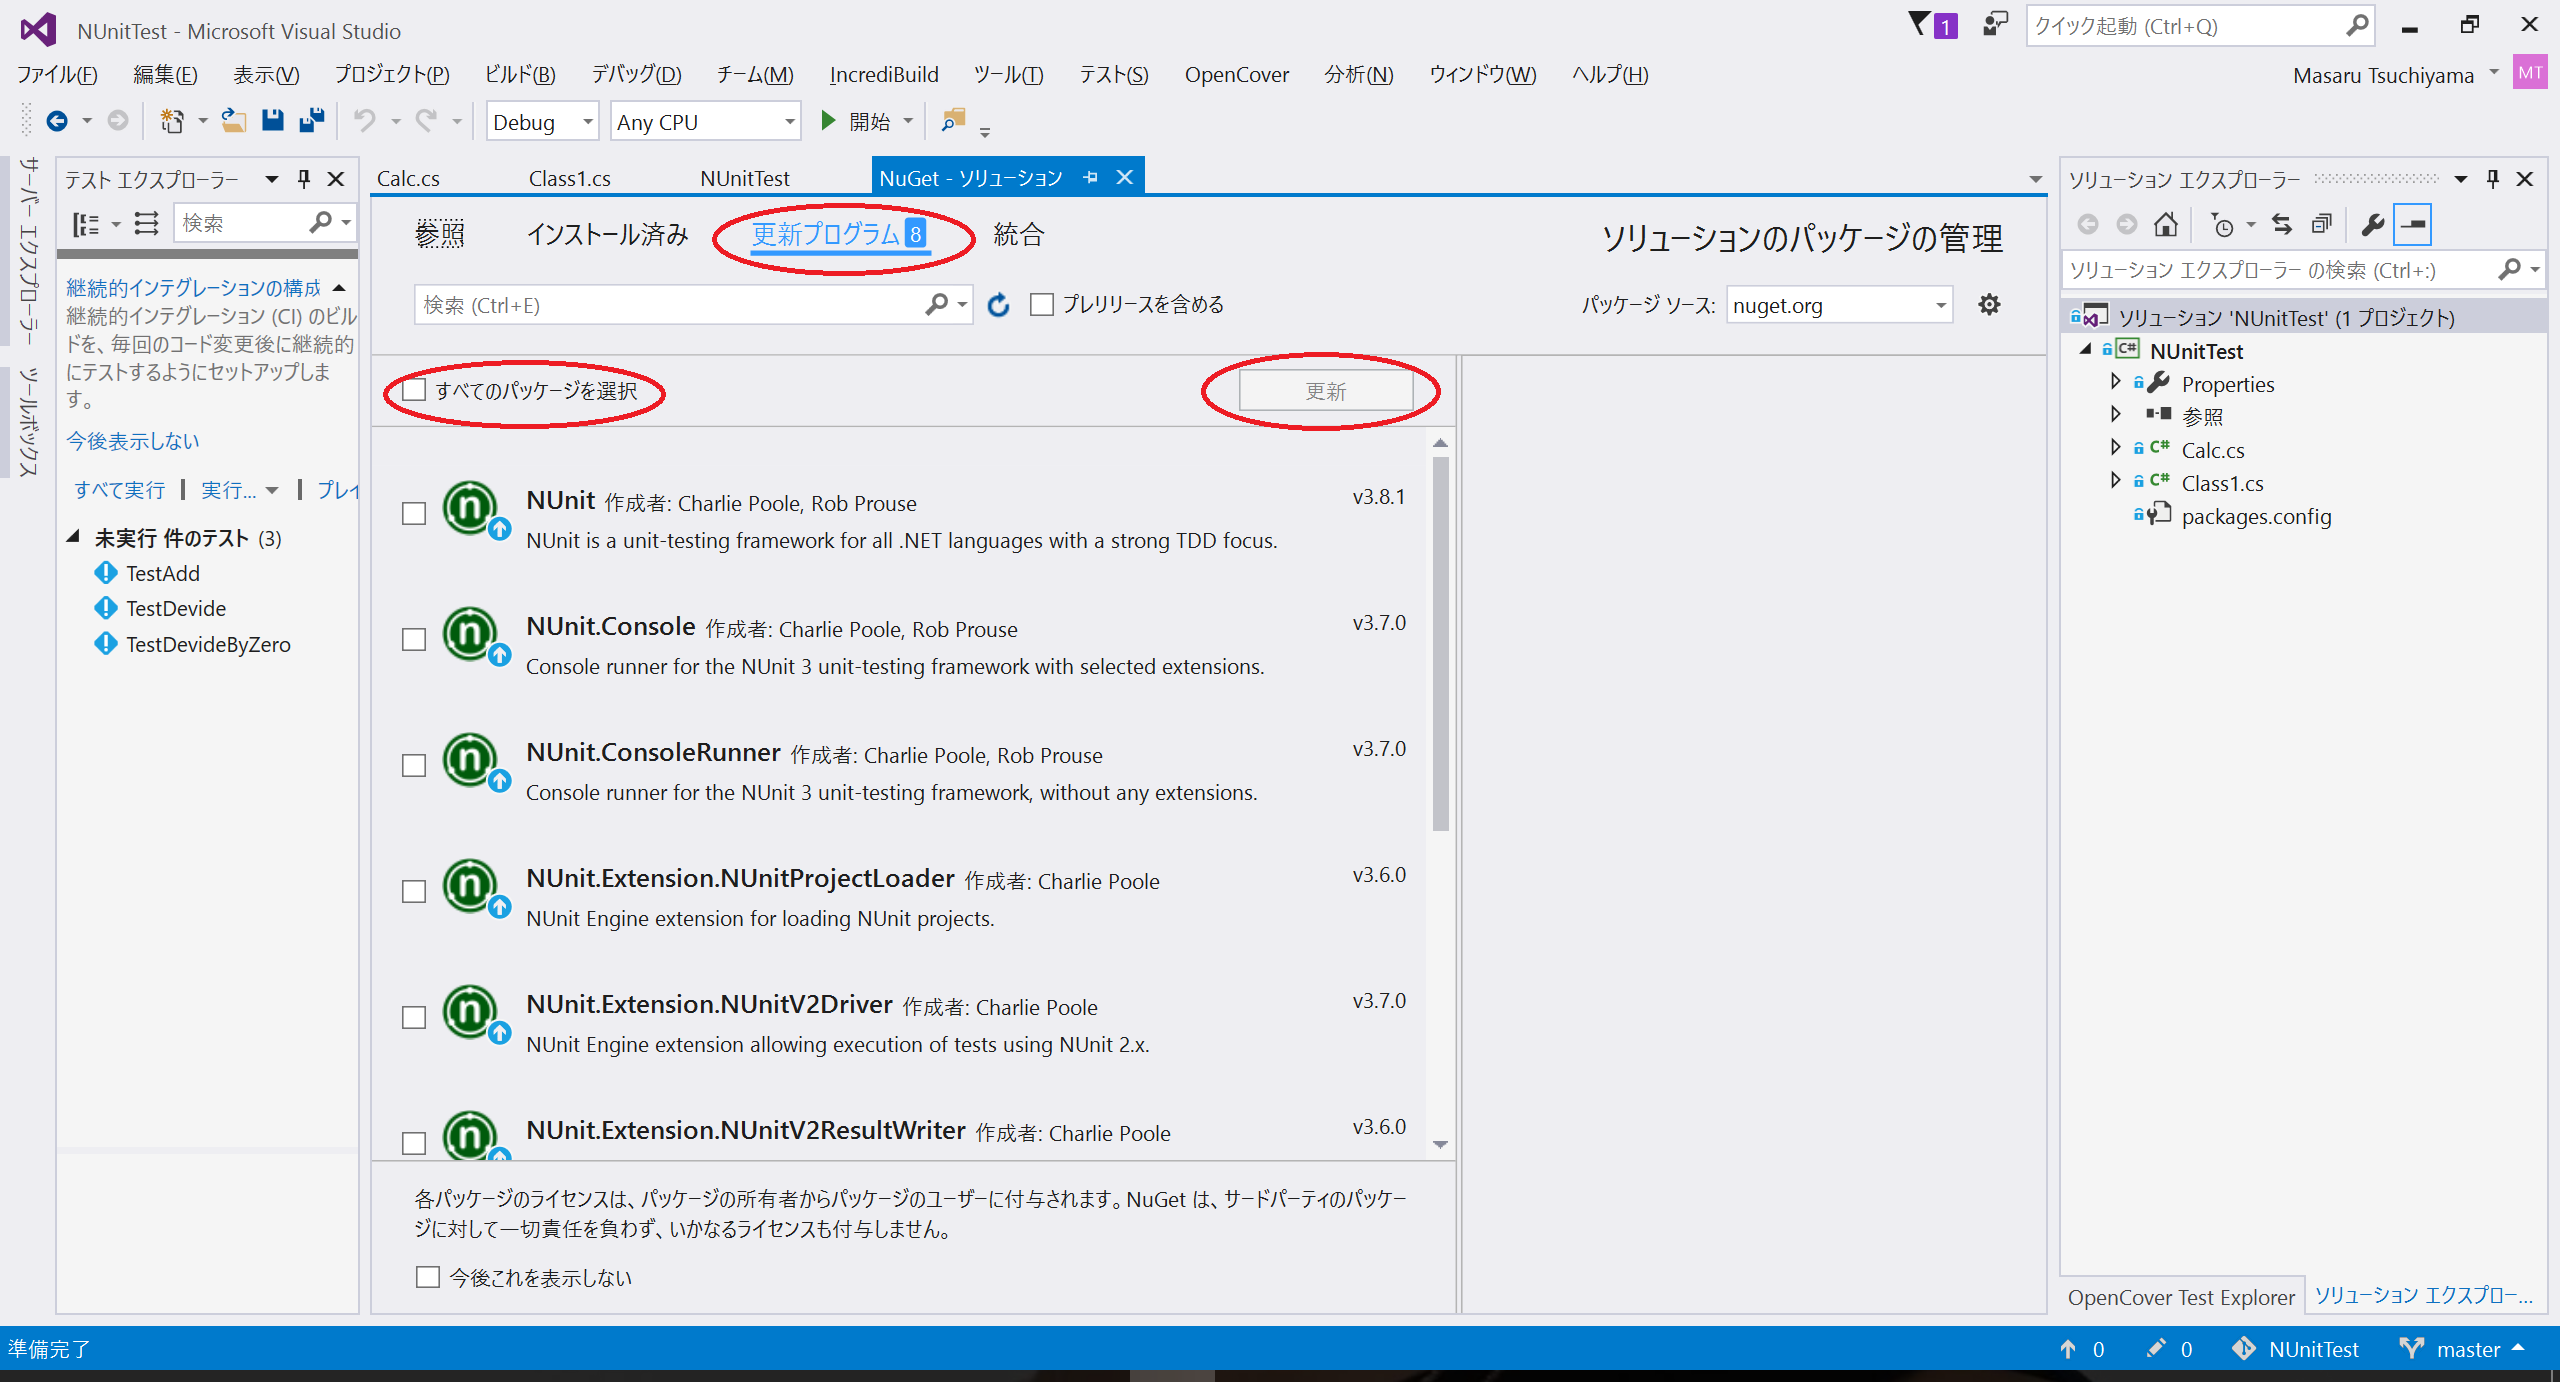 NUnitTest - Microsoft Visual Studio
1
クイック起動 (Ctrl+Q)
ファイル(F) 編集(E) 表示(V) プロジェクト(P) ビルド(B) デバッグ(D) チーム(M) IncrediBuild ツール(T) テスト(S) OpenCover 分析(N) ウィンドウ(W) ヘルプ(H)
Masaru Tsuchiyama MT
Debug Any CPU 開始
サーバー エクスプローラー
ツールボックス
テスト エクスプローラー
検索
継続的インテグレーションの構成
継続的インテグレーション (CI) のビル
ドを、毎回のコード変更後に継続的
にテストするようにセットアップしま
す。
今後表示しない
すべて実行 実行... プレイ
未実行 件のテスト (3)
TestAdd
TestDevide
TestDevideByZero
Calc.cs Class1.cs NUnitTest NuGet - ソリューション
参照 インストール済み 更新プログラム 8 統合
ソリューションのパッケージの管理
検索 (Ctrl+E) プレリリースを含める
パッケージ ソース: nuget.org
すべてのパッケージを選択 更新
NUnit 作成者: Charlie Poole, Rob Prouse v3.8.1
NUnit is a unit-testing framework for all .NET languages with a strong TDD focus.
NUnit.Console 作成者: Charlie Poole, Rob Prouse v3.7.0
Console runner for the NUnit 3 unit-testing framework with selected extensions.
NUnit.ConsoleRunner 作成者: Charlie Poole, Rob Prouse v3.7.0
Console runner for the NUnit 3 unit-testing framework, without any extensions.
NUnit.Extension.NUnitProjectLoader 作成者: Charlie Poole v3.6.0
NUnit Engine extension for loading NUnit projects.
NUnit.Extension.NUnitV2Driver 作成者: Charlie Poole v3.7.0
NUnit Engine extension allowing execution of tests using NUnit 2.x.
NUnit.Extension.NUnitV2ResultWriter 作成者: Charlie Poole v3.6.0
各パッケージのライセンスは、パッケージの所有者からパッケージのユーザーに付与されます。NuGet は、サードパーティのパッケー
ジに対して一切責任を負わず、いかなるライセンスも付与しません。
今後これを表示しない
ソリューション エクスプローラー
ソリューション エクスプローラー の検索 (Ctrl+:)
ソリューション 'NUnitTest' (1 プロジェクト)
C# NUnitTest
Properties
参照
C# Calc.cs
C# Class1.cs
packages.config
OpenCover Test Explorer ソリューション エクスプロー...
準備完了
0 0 NUnitTest master